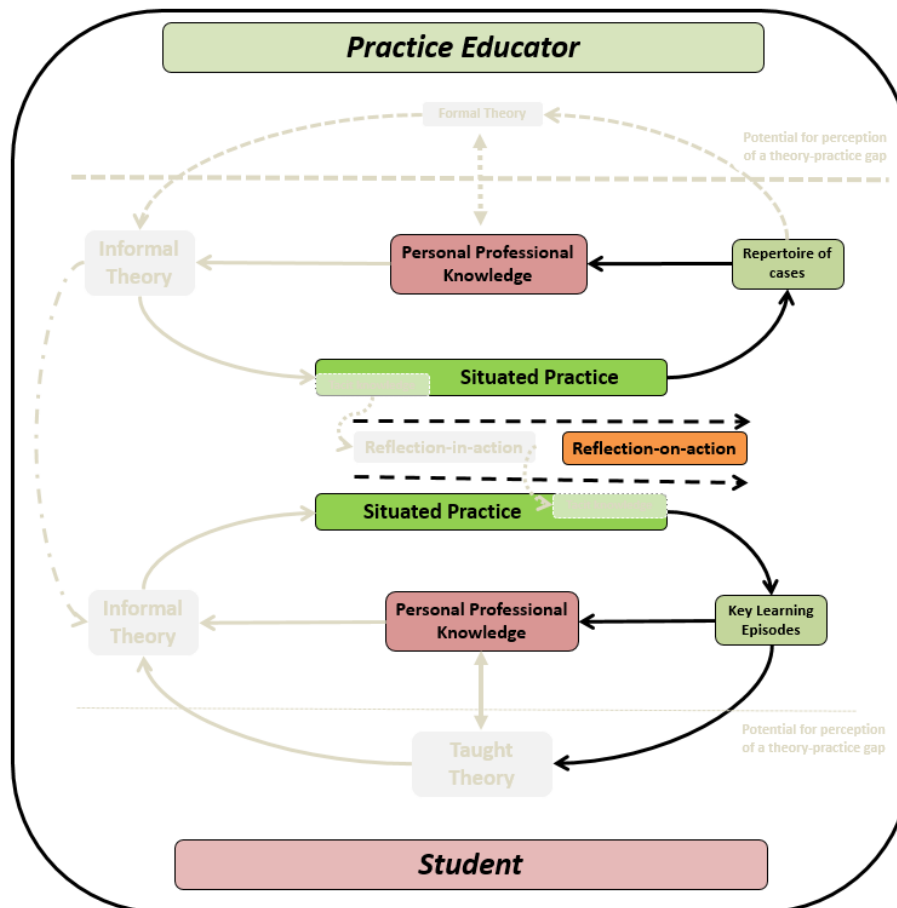 Practice Educator
Formal Theory
Potential for perception
of a theory-practice gap
Informal
Theory
Personal Professional
Knowledge
Repertoire of
cases
Situated Practice
Reflection-in-action
Reflection-on-action
Situated Practice
Informal
Theory
Personal Professional
Knowledge
Key Learning
Episodes
Potential for perception
of a theory-practice gap
Taught
Theory
Student